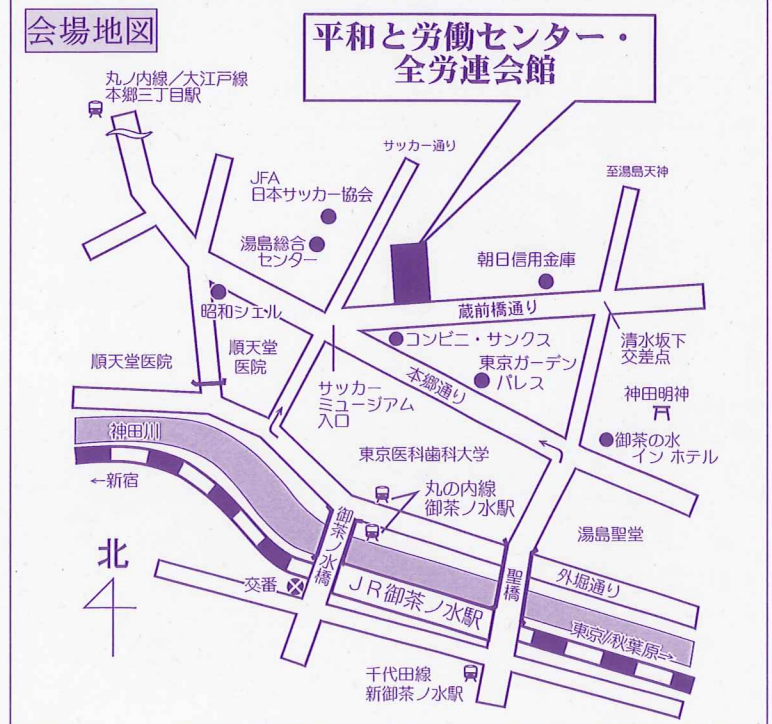 会場地図
平和と労働センター・
全労連会館
丸ノ内線/大江戸線
本郷三丁目駅
サッカー通り
至湯島天神
JFA
日本サッカー協会
湯島総合
センター
朝日信用金庫
昭和シェル
蔵前橋通り
コンビニ・サンクス
清水坂下
交差点
順天堂医院
順天堂
医院
東京ガーデン
パレス
本郷通り
サッカー
ミュージアム
入口
神田明神
神田川
東京医科歯科大学
御茶の水
イン ホテル
←新宿
丸の内線
御茶ノ水駅
御茶ノ水橋
湯島聖堂
北
聖橋
外堀通り
交番
JR御茶ノ水駅
東京/秋葉原→
千代田線
新御茶ノ水駅